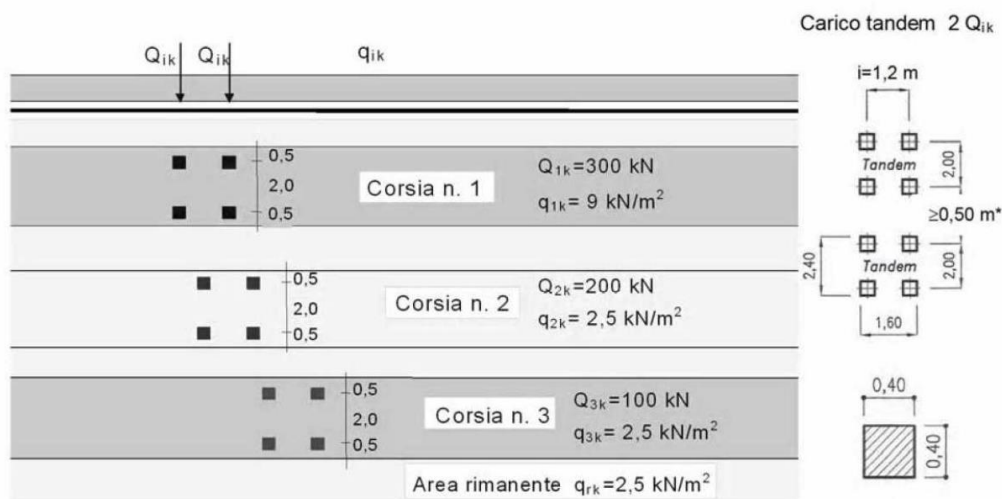 Carico tandem 2 Qik
Qik Qik qik
i=1,2 m
0,5
2,0
0,5
Corsia n. 1
Q1k=300 kN
q1k= 9 kN/m²
Tandem
2,00
≥0,50 m*
0,5
2,0
0,5
Corsia n. 2
Q2k=200 kN
q2k= 2,5 kN/m²
2,40
Tandem
2,00
1,60
0,5
2,0
0,5
Corsia n. 3
Q3k=100 kN
q3k= 2,5 kN/m²
0,40
0,40
Area rimanente qrk=2,5 kN/m²